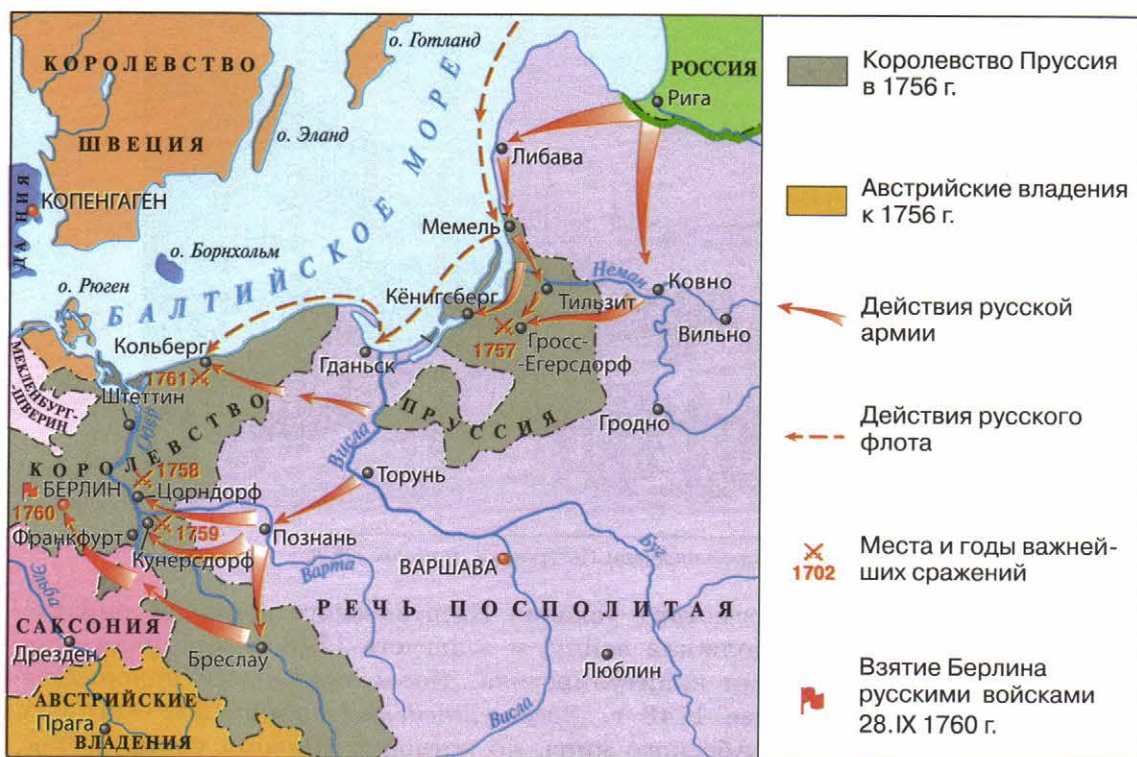 о. Готланд
КОРОЛЕВСТВО
ШВЕЦИЯ
о. Эланд
РОССИЯ
Рига
Либава
ДАНИЯ
КОПЕНГАГЕН
о. Борнхольм
БАЛТИЙСКОЕ МОРЕ
Мемель
о. Рюген
Кёнигсберг
Тильзит
Неман
Ковно
Вильно
Кольберг
1761
Гданьск
1757
Гросс-
-Егерсдорф
МЕКЛЕНБУРГ-
-ШВЕРИН
Штеттин
Одер
КОРОЛЕВСТВО
ПРУССИЯ
Гродно
Висла
1758
БЕРЛИН
Цорндорф
Торунь
1760
1759
Франкфурт
Кунерсдорф
Познань
Варта
ВАРШАВА
Буг
Эльба
РЕЧЬ ПОСПОЛИТАЯ
САКСОНИЯ
Дрезден
Бреслау
Люблин
АВСТРИЙСКИЕ
Прага
ВЛАДЕНИЯ
Висла
Королевство Пруссия
в 1756 г.
Австрийские владения
к 1756 г.
Действия русской
армии
Действия русского
флота
1702
Места и годы важней-
ших сражений
Взятие Берлина
русскими войсками
28.IX 1760 г.